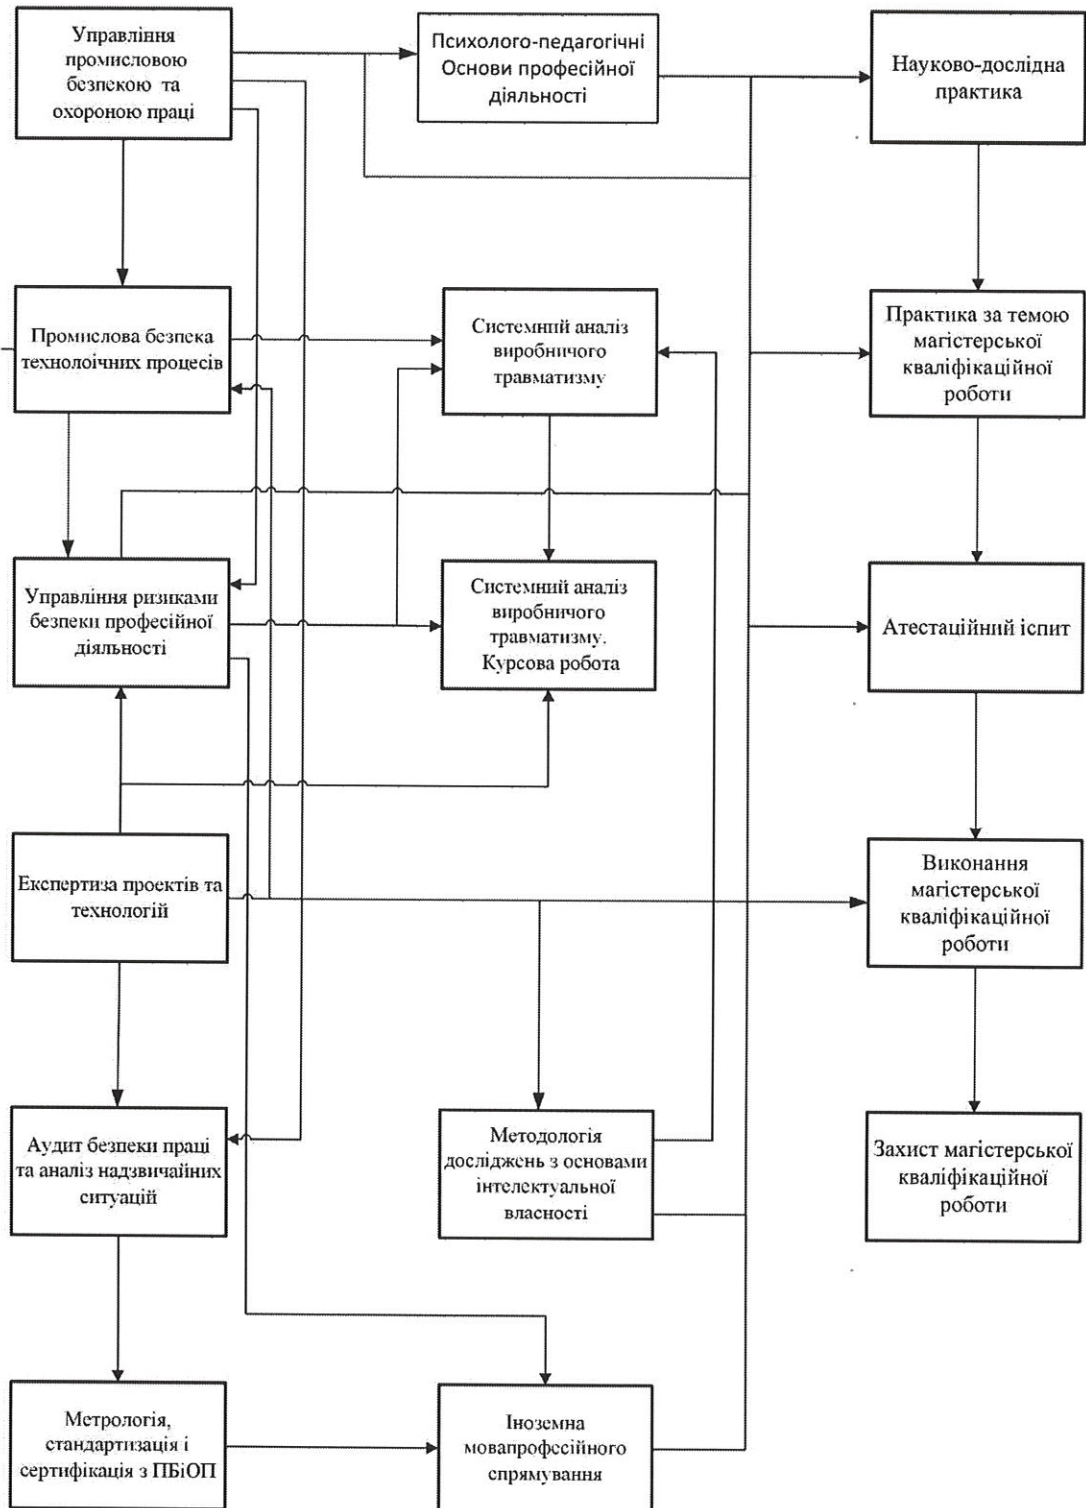 Управління
промисловою
безпекою та
охороною праці
Психолого-педагогічні
Основи професійної
діяльності
Науково-дослідна
практика
Промислова безпека
технолоічних процесів
Системний аналіз
виробничого
травматизму
Практика за темою
магістерської
кваліфікаційної
роботи
Управління ризиками
безпеки професійної
діяльності
Системний аналіз
виробничого
травматизму.
Курсова робота
Атестаційний іспит
Експертиза проектів та
технологій
Виконання
магістерської
кваліфікаційної
роботи
Аудит безпеки праці
та аналіз надзвичайних
ситуацій
Методологія
досліджень з основами
інтелектуальної
власності
Захист магістерської
кваліфікаційної
роботи
Метрологія,
стандартизація і
сертифікація з ПБіОП
Іноземна
мовапрофесійного
спрямування